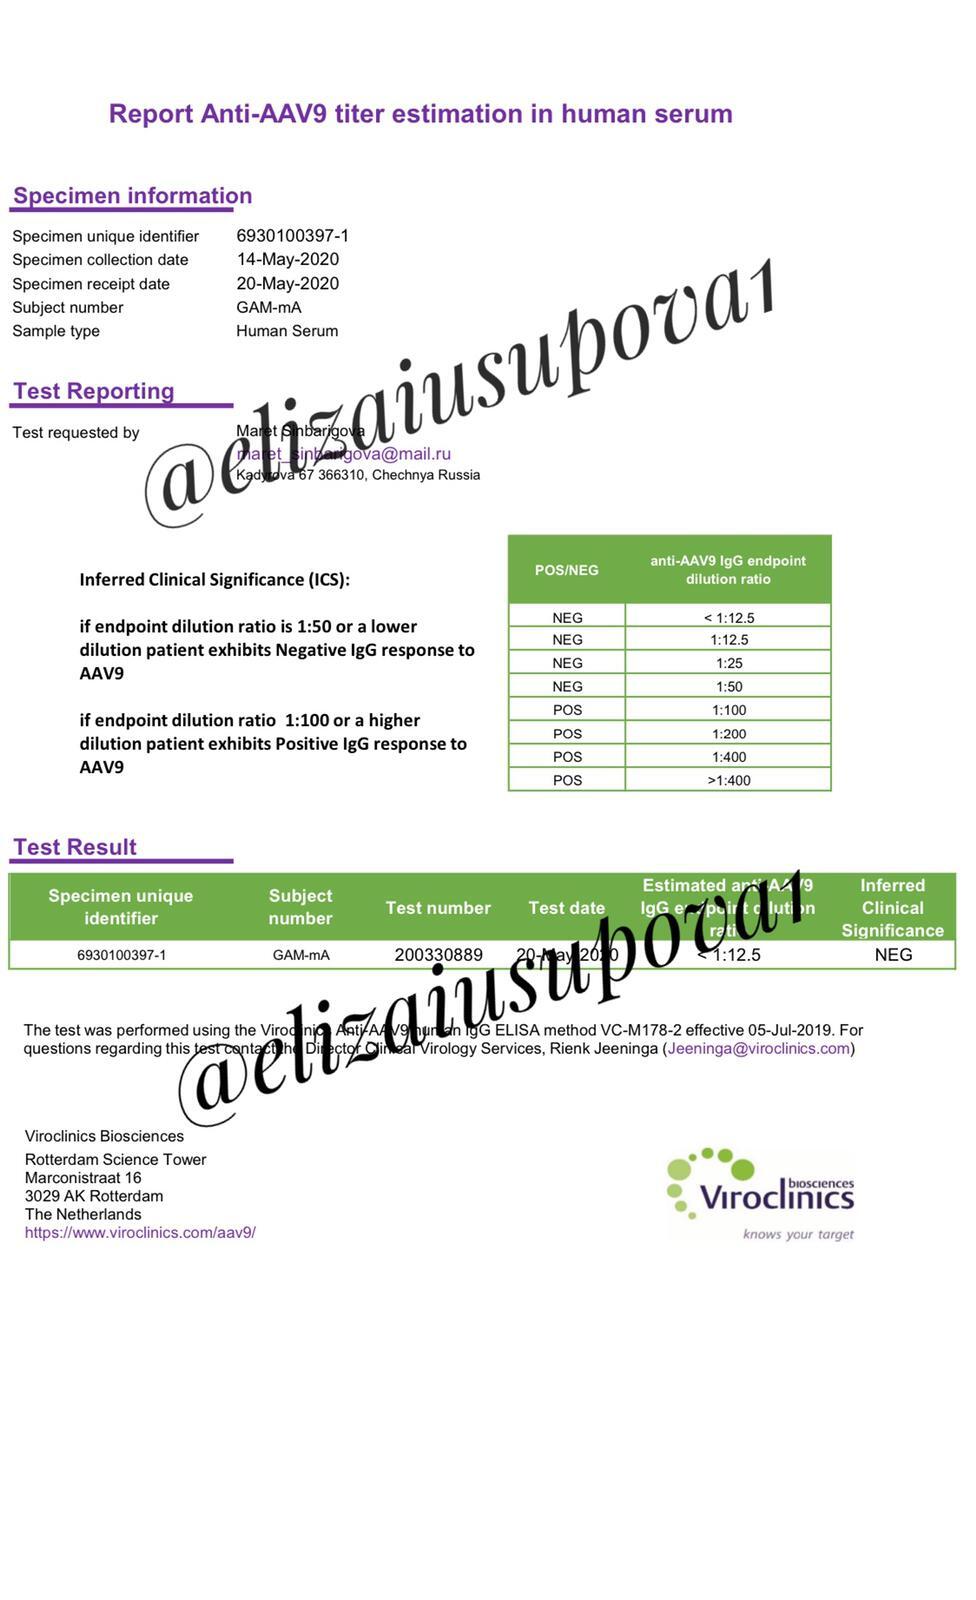 Report Anti-AAV9 titer estimation in human serum
Specimen information
Specimen unique identifier 6930100397-1
Specimen collection date 14-May-2020
Specimen receipt date 20-May-2020
Subject number GAM-mA
Sample type Human Serum
@elizaiusupova1
Test Reporting
Test requested by Maret Sinbarigova
maret_sinbarigova@mail.ru
Kadyrova 67 366310, Chechnya Russia
Inferred Clinical Significance (ICS):
if endpoint dilution ratio is 1:50 or a lower
dilution patient exhibits Negative IgG response to
AAV9
if endpoint dilution ratio 1:100 or a higher
dilution patient exhibits Positive IgG response to
AAV9
POS/NEG anti-AAV9 IgG endpoint
dilution ratio
NEG < 1:12.5
NEG 1:12.5
NEG 1:25
NEG 1:50
POS 1:100
POS 1:200
POS 1:400
POS >1:400
Test Result
Specimen unique
identifier
Subject
number
Test number
Test date
Estimated anti-AAV9
IgG endpoint dilution
ratio
Inferred
Clinical
Significance
6930100397-1 GAM-mA 200330889 20-May-2020 < 1:12.5 NEG
@elizaiusupova1
The test was performed using the Viroclinics Anti-AAV9 human IgG ELISA method VC-M178-2 effective 05-Jul-2019. For
questions regarding this test contact the Director Clinical Virology Services, Rienk Jeeninga (Jeeninga@viroclinics.com)
Viroclinics Biosciences
Rotterdam Science Tower
Marconistraat 16
3029 AK Rotterdam
The Netherlands
https://www.viroclinics.com/aav9/
biosciences
Viroclinics
knows your target